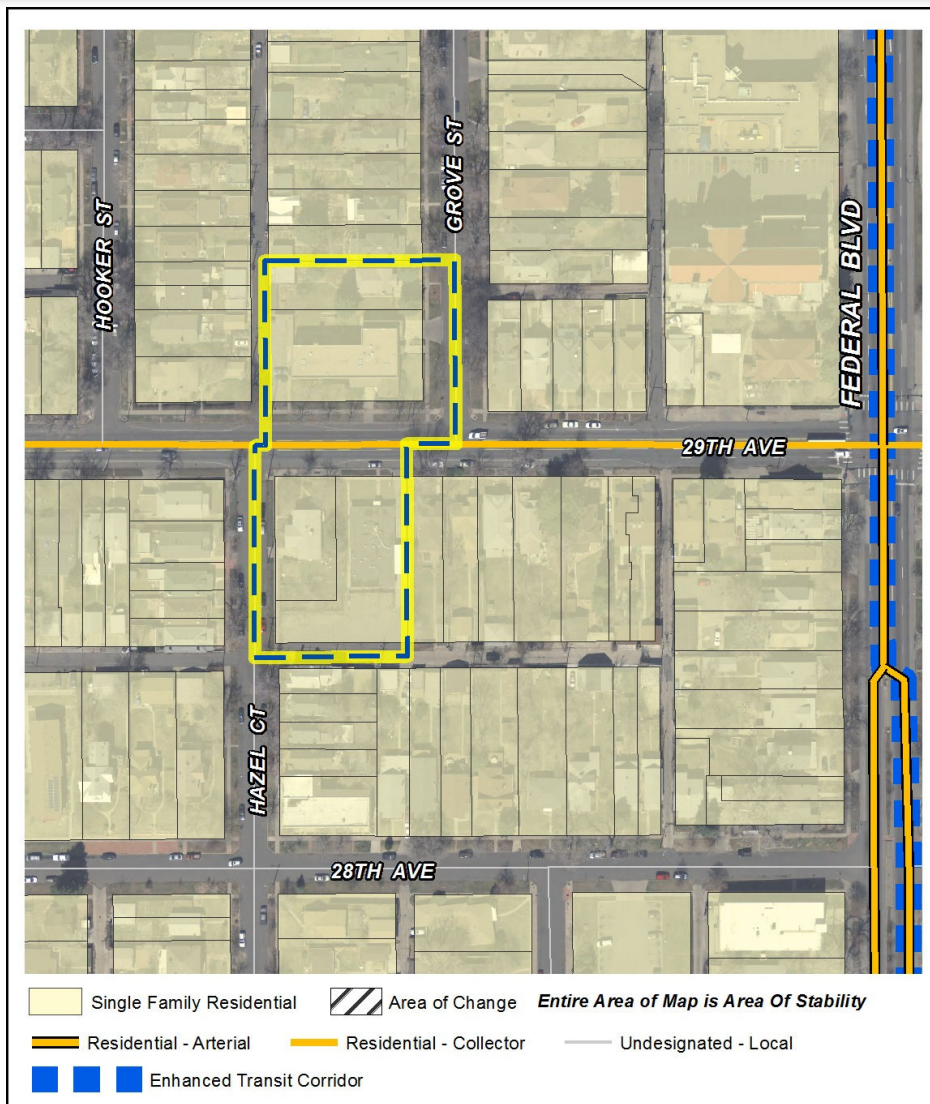 GROVE ST
HOOKER ST
FEDERAL BLVD
29TH AVE
HAZEL CT
28TH AVE
Single Family Residential
Area of Change
Entire Area of Map is Area Of Stability
Residential - Arterial
Residential - Collector
Undesignated - Local
Enhanced Transit Corridor